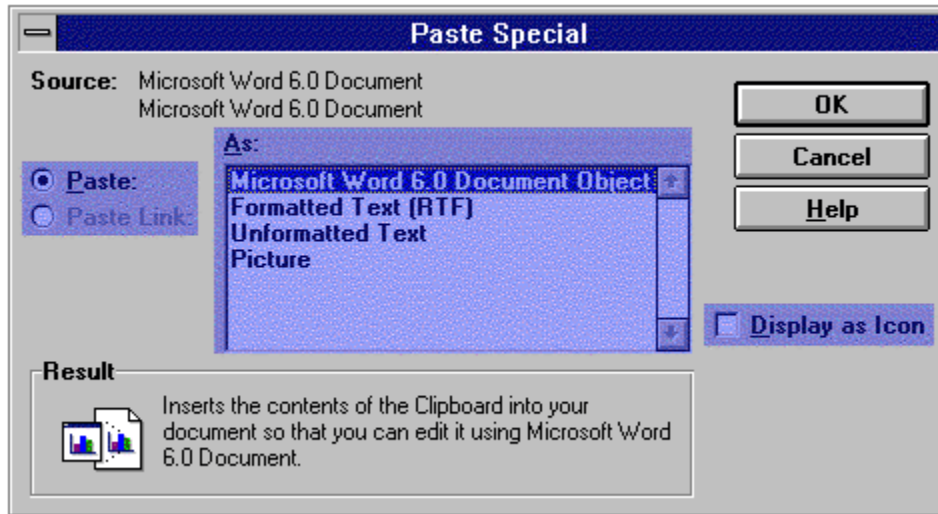 Paste Special
Source: Microsoft Word 6.0 Document
Microsoft Word 6.0 Document
OK
As:
Cancel
Paste:
Microsoft Word 6.0 Document Object
Paste Link:
Formatted Text (RTF)
Help
Unformatted Text
Picture
Display as Icon
Result
Inserts the contents of the Clipboard into your
document so that you can edit it using Microsoft Word
6.0 Document.